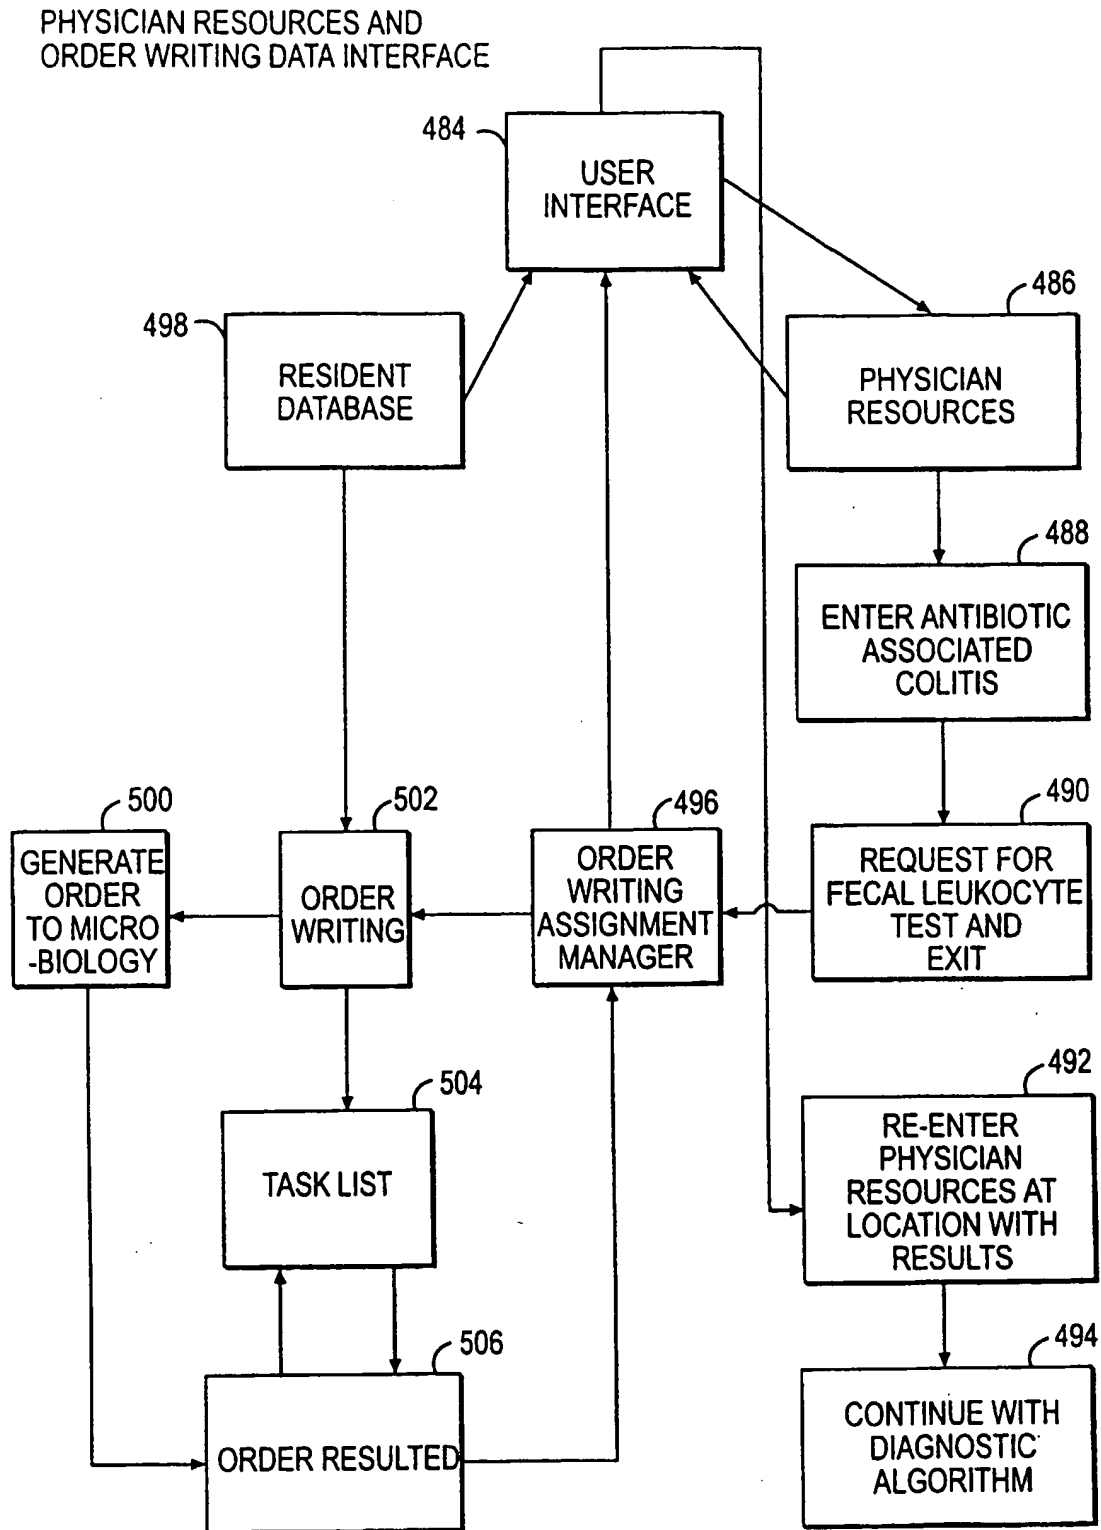 PHYSICIAN RESOURCES AND
ORDER WRITING DATA INTERFACE
484
USER
INTERFACE
486
PHYSICIAN
RESOURCES
498
RESIDENT
DATABASE
488
ENTER ANTIBIOTIC
ASSOCIATED
COLITIS
500
GENERATE
ORDER
TO MICRO
-BIOLOGY
502
ORDER
WRITING
496
ORDER
WRITING
ASSIGNMENT
MANAGER
490
REQUEST FOR
FECAL LEUKOCYTE
TEST AND
EXIT
504
TASK LIST
492
RE-ENTER
PHYSICIAN
RESOURCES AT
LOCATION WITH
RESULTS
506
ORDER RESULTED
494
CONTINUE WITH
DIAGNOSTIC
ALGORITHM